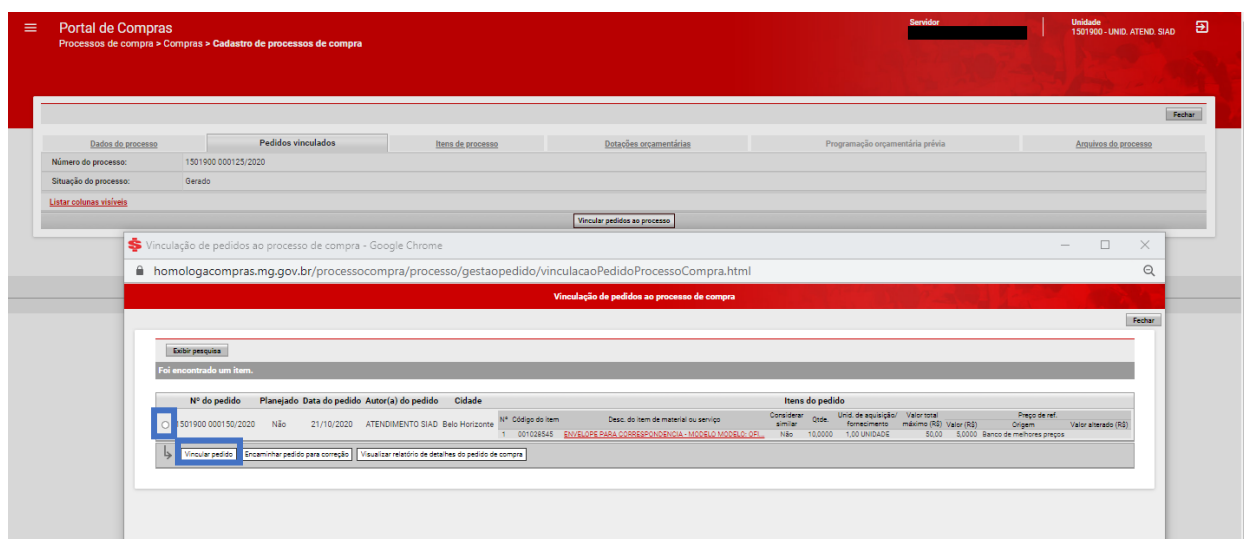 Portal de Compras
Processos de compra > Compras > Cadastro de processos de compra
Servidor
Unidade
1501900 - UNID. ATEND. SIAD
Fechar
Dados do processo Pedidos vinculados Itens de processo Dotações orçamentárias Programação orçamentária prévia Arquivos do processo
Número do processo: 1501900 000125/2020
Situação do processo: Gerado
Listar colunas visíveis
Vincular pedidos ao processo
Vinculação de pedidos ao processo de compra - Google Chrome
homologacompras.mg.gov.br/processocompra/processo/gestaopedido/vinculacaoPedidoProcessoCompra.html
Vinculação de pedidos ao processo de compra
Fechar
Exibir pesquisa
Foi encontrado um item.
Nº do pedido Planejado Data do pedido Autor(a) do pedido Cidade Itens do pedido
1501900 000150/2020 Não 21/10/2020 ATENDIMENTO SIAD Belo Horizonte
Nº Código do item Desc. do item de material ou serviço Considerar similar Qtde. Unid. de aquisição/ fornecimento Valor total máximo (R$) Preço de ref. Valor (R$) Origem Valor alterado (R$)
1 001028545 ENVELOPE PARA CORRESPONDENCIA - MODELO MODELO: OFI... Não 10,0000 1,00 UNIDADE 50,00 5,0000 Banco de melhores preços
Vincular pedido Encaminhar pedido para correção Visualizar relatório de detalhes do pedido de compra